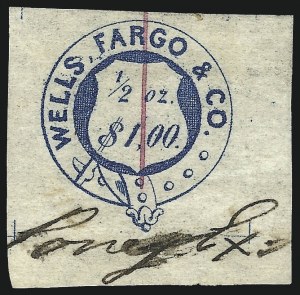 WELLS, FARGO & CO.
1/2 oz.
$1,00.